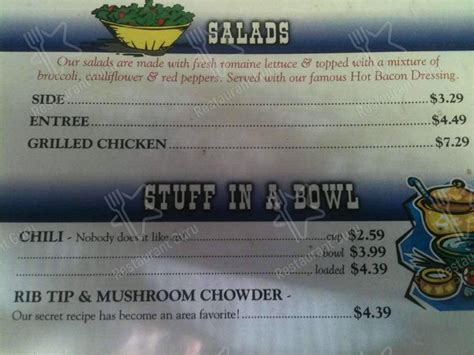 SALADS
Our salads are made with fresh romaine lettuce & topped with a mixture of
broccoli, cauliflower & red peppers. Served with our famous Hot Bacon Dressing.
SIDE $3.29
ENTREE $4.49
GRILLED CHICKEN $7.29
STUFF IN A BOWL
CHILI - Nobody does it like us! cup $2.59
bowl $3.99
loaded $4.39
RIB TIP & MUSHROOM CHOWDER -
Our secret recipe has become an area favorite! $4.39